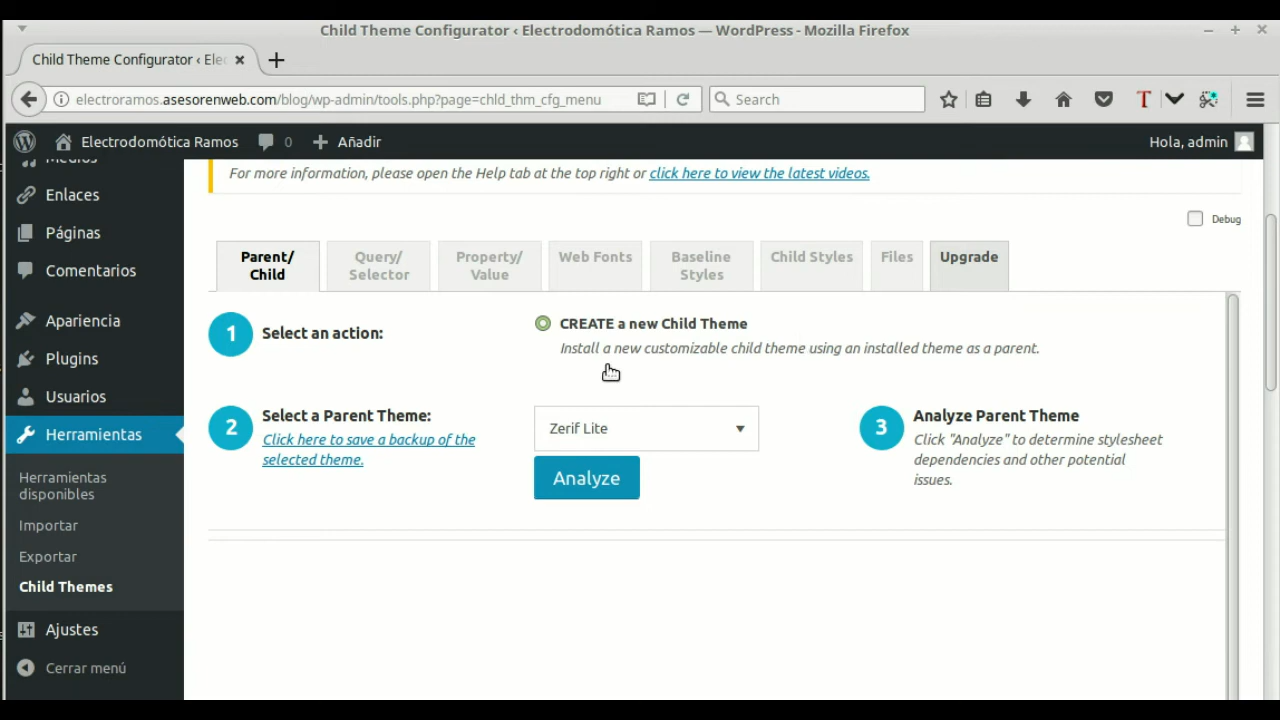 Child Theme Configurator ‹ Electrodomótica Ramos — WordPress - Mozilla Firefox
Child Theme Configurator ‹ Ele
electroramos.asesorenweb.com/blog/wp-admin/tools.php?page=chld_thm_cfg_menu
Search
Electrodomótica Ramos
0
Añadir
Hola, admin
Medios
Enlaces
Páginas
Comentarios
Apariencia
Plugins
Usuarios
Herramientas
Herramientas
disponibles
Importar
Exportar
Child Themes
Ajustes
Cerrar menú
For more information, please open the Help tab at the top right or click here to view the latest videos.
Debug
Parent/
Child
Query/
Selector
Property/
Value
Web Fonts
Baseline
Styles
Child Styles
Files
Upgrade
1
Select an action:
CREATE a new Child Theme
Install a new customizable child theme using an installed theme as a parent.
2
Select a Parent Theme:
Click here to save a backup of the
selected theme.
Zerif Lite
Analyze
3
Analyze Parent Theme
Click "Analyze" to determine stylesheet
dependencies and other potential
issues.